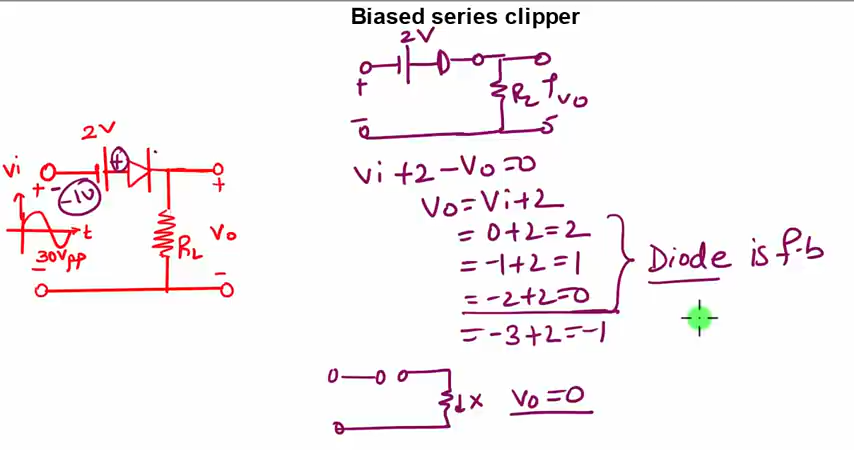 Biased series clipper
2V
+
RL
Vo
-
-
Vi+2-Vo=0
Vo=Vi+2
=0+2=2
=-1+2=1
=-2+2=0
=-3+2=-1
Diode is f.b
2V
Vi
+
-
+
-1V
t
30Vpp
RL
+
Vo
-
-
x
Vo=0